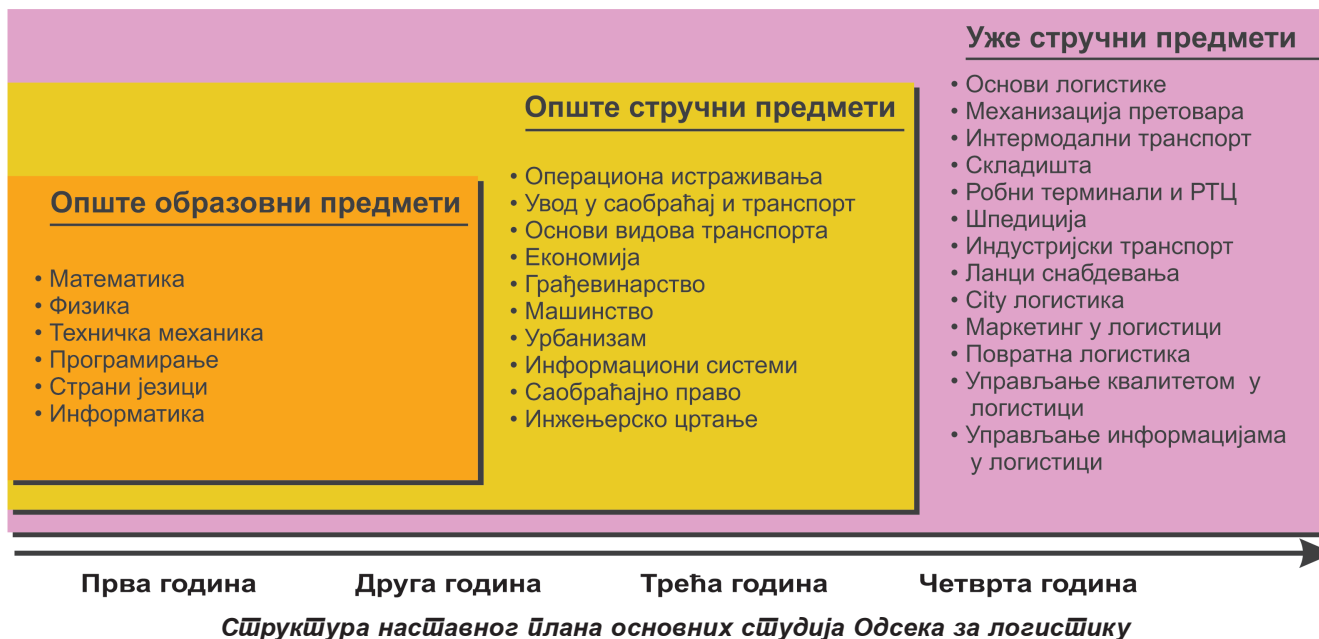 Опште образовни предмети
• Математика
• Физика
• Техничка механика
• Програмирање
• Страни језици
• Информатика
Опште стручни предмети
• Операциона истраживања
• Увод у саобраћај и транспорт
• Основи видова транспорта
• Економија
• Грађевинарство
• Машинство
• Урбанизам
• Информациони системи
• Саобраћајно право
• Инжењерско цртање
Уже стручни предмети
• Основи логистике
• Механизација претовара
• Интермодални транспорт
• Складишта
• Робни терминали и РТЦ
• Шпедиција
• Индустријски транспорт
• Ланци снабдевања
• City логистика
• Маркетинг у логистици
• Повратна логистика
• Управљање квалитетом у
логистици
• Управљање информацијама
у логистици
Прва година
Друга година
Трећа година
Четврта година
Структура наставног плана основних студија Одсека за логистику